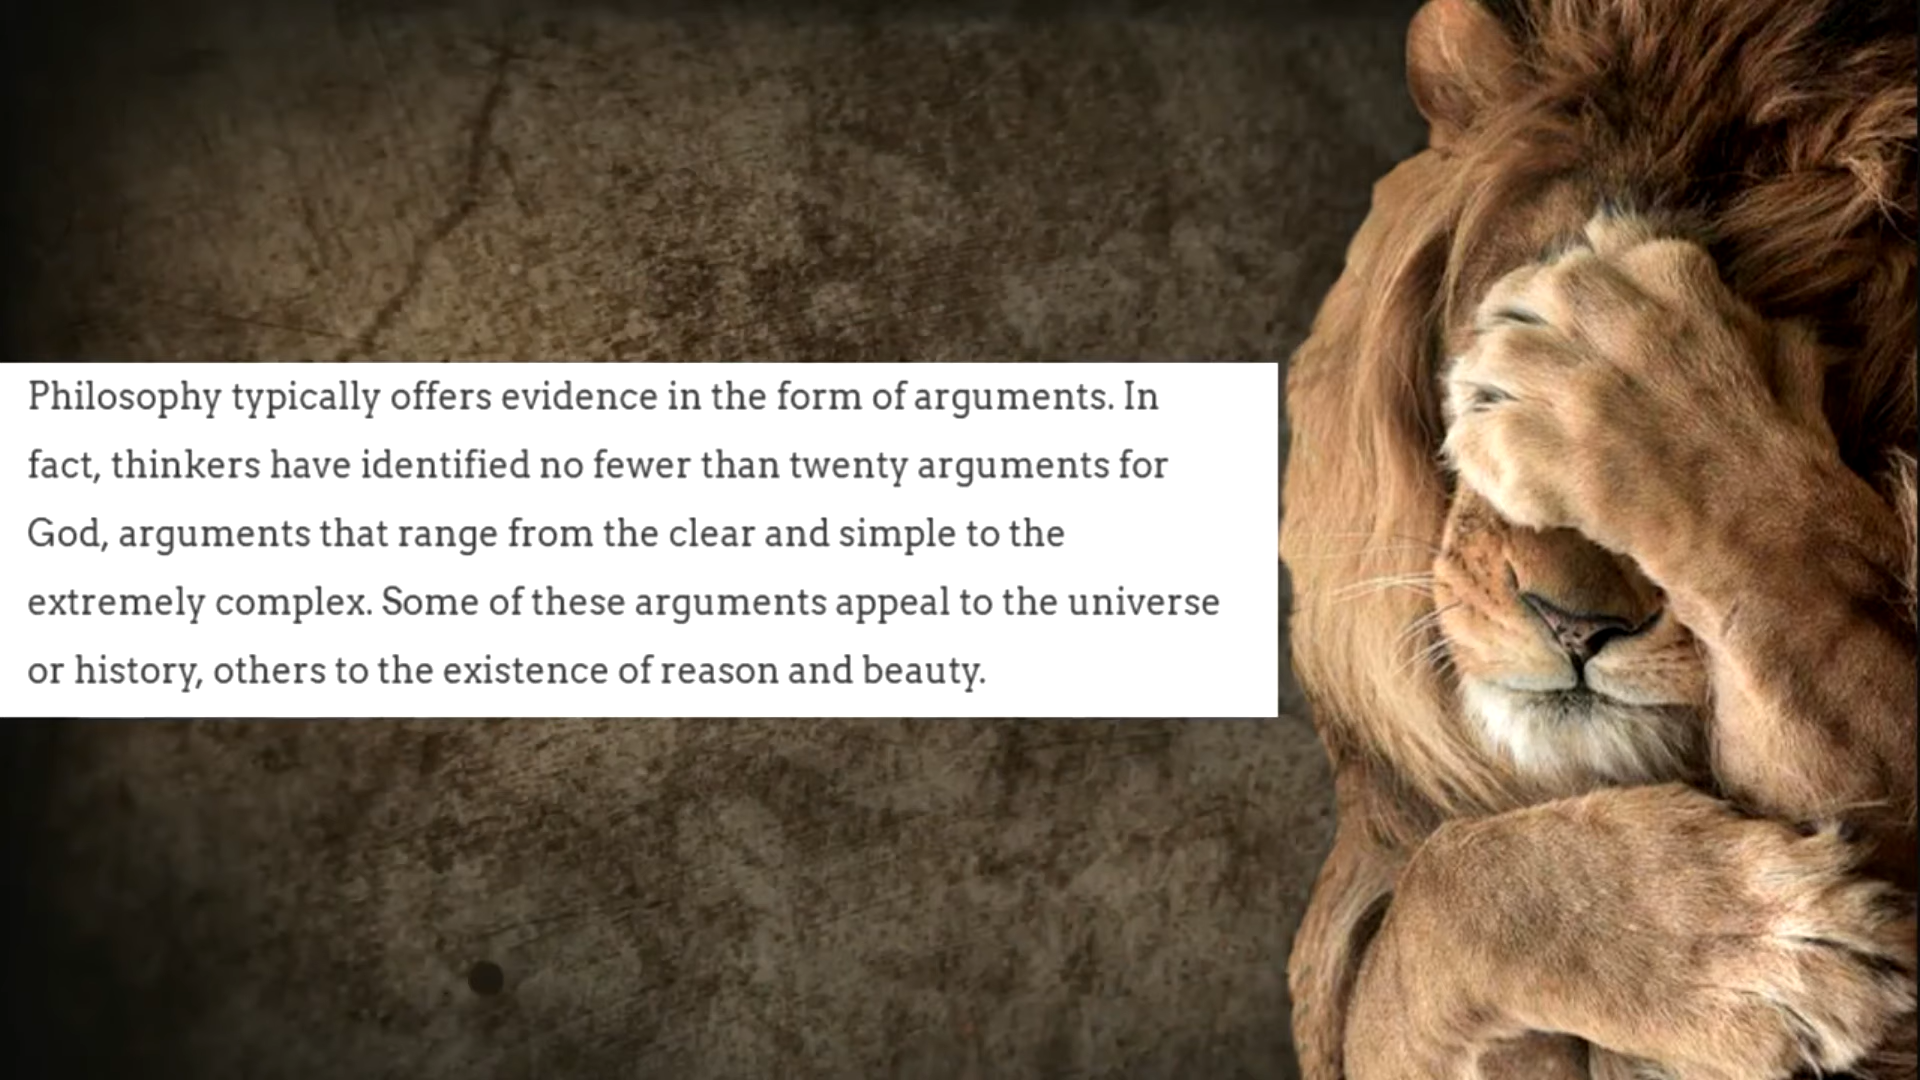 Philosophy typically offers evidence in the form of arguments. In
fact, thinkers have identified no fewer than twenty arguments for
God, arguments that range from the clear and simple to the
extremely complex. Some of these arguments appeal to the universe
or history, others to the existence of reason and beauty.